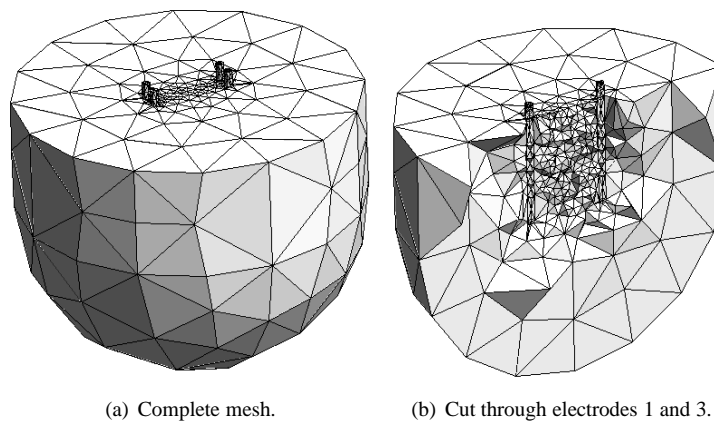 (a) Complete mesh.
(b) Cut through electrodes 1 and 3.